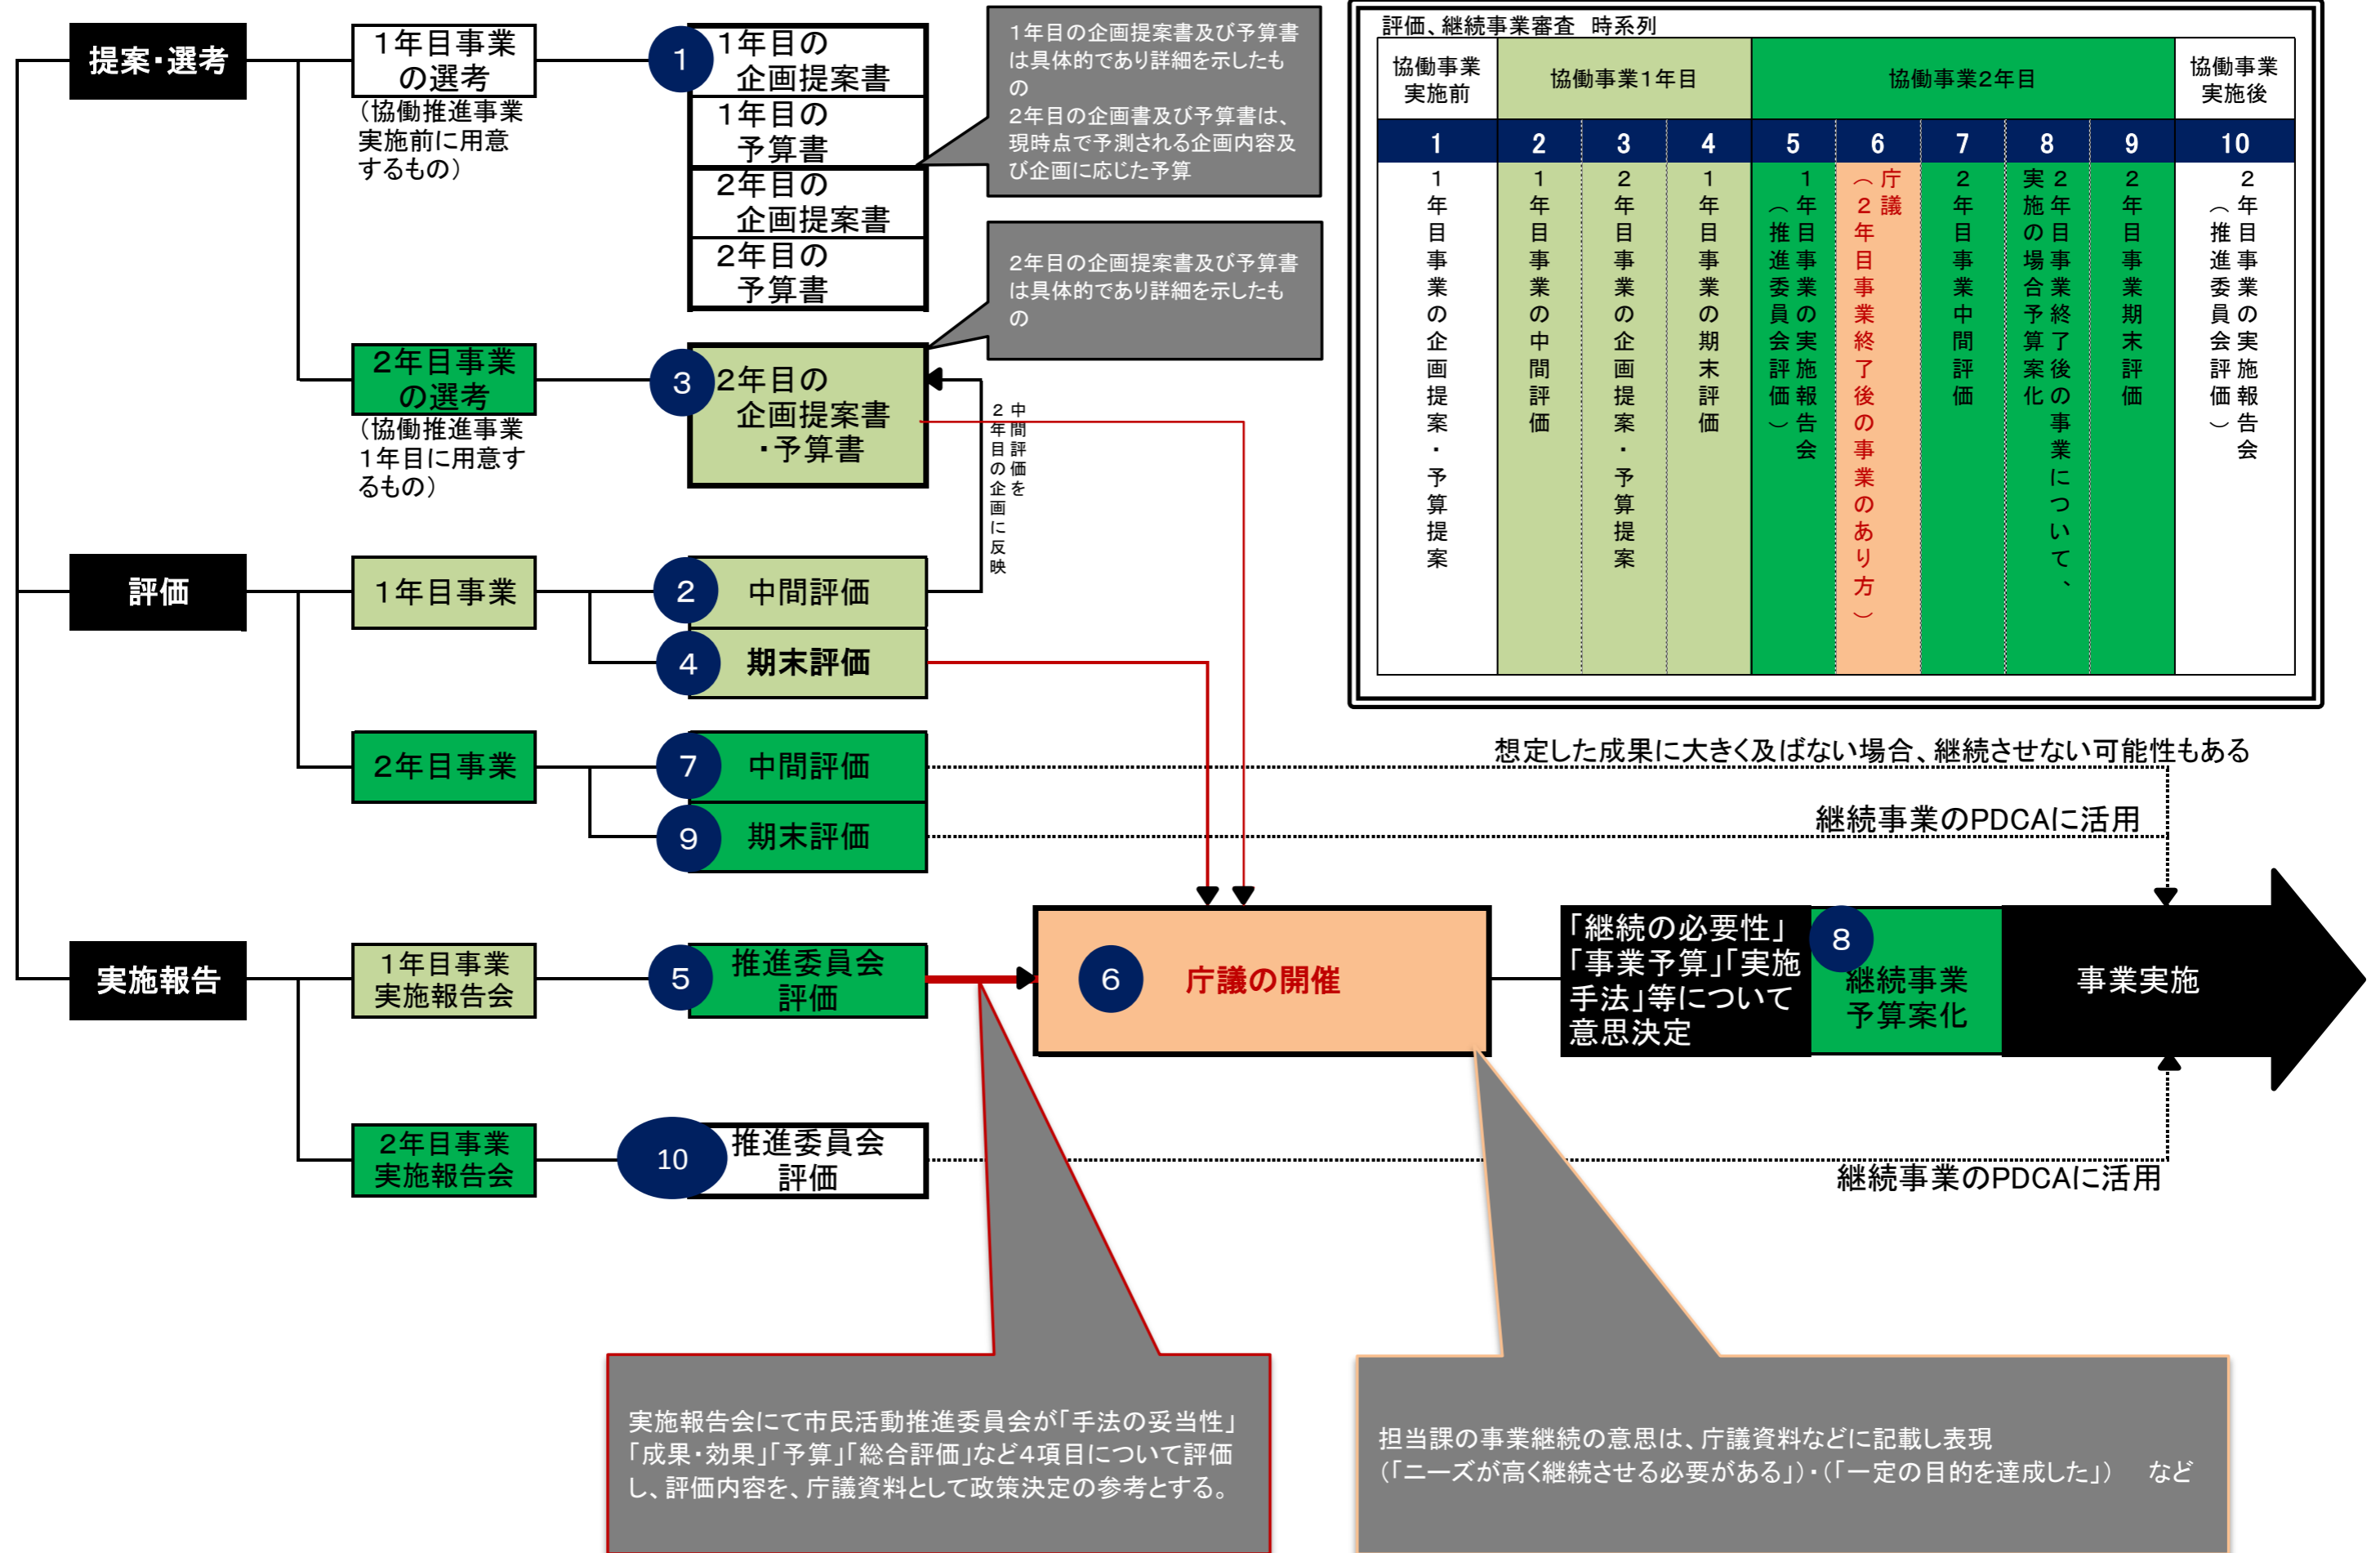 提案・選考
1年目事業
の選考
(協働推進事業
実施前に用意
するもの)
1
1年目の
企画提案書
1年目の
予算書
2年目の
企画提案書
2年目の
予算書
1年目の企画提案書及び予算書
は具体的であり詳細を示したも
の
2年目の企画書及び予算書は、
現時点で予測される企画内容及
び企画に応じた予算
2年目事業
の選考
(協働推進事業
1年目に用意す
るもの)
3
2年目の
企画提案書
・予算書
2年目の企画提案書及び予算書
は具体的であり詳細を示したも
の
中間評価を
2年目の企画に反映
評価
1年目事業
2
中間評価
4
期末評価
2年目事業
7
中間評価
9
期末評価
想定した成果に大きく及ばない場合、継続させない可能性もある
継続事業のPDCAに活用
実施報告
1年目事業
実施報告会
5
推進委員会
評価
6
庁議の開催
「継続の必要性」
「事業予算」「実施
手法」等について
意思決定
8
継続事業
予算案化
事業実施
2年目事業
実施報告会
10
推進委員会
評価
継続事業のPDCAに活用
実施報告会にて市民活動推進委員会が「手法の妥当性」
「成果・効果」「予算」「総合評価」など4項目について評価
し、評価内容を、庁議資料として政策決定の参考とする。
担当課の事業継続の意思は、庁議資料などに記載し表現
(「ニーズが高く継続させる必要がある」)・(「一定の目的を達成した」) など
評価、継続事業審査 時系列
協働事業
実施前
協働事業1年目
協働事業2年目
協働事業
実施後
1
2
3
4
5
6
7
8
9
10
1年目事業の企画提案・予算提案
1年目事業の中間評価
2年目事業の企画提案・予算提案
1年目事業の期末評価
1年目事業の実施報告会
(推進委員会評価)
庁議
(2年目事業終了後の事業のあり方)
2年目事業中間評価
2年目事業終了後の事業について、
実施の場合予算案化
2年目事業期末評価
2年目事業の実施報告会
(推進委員会評価)